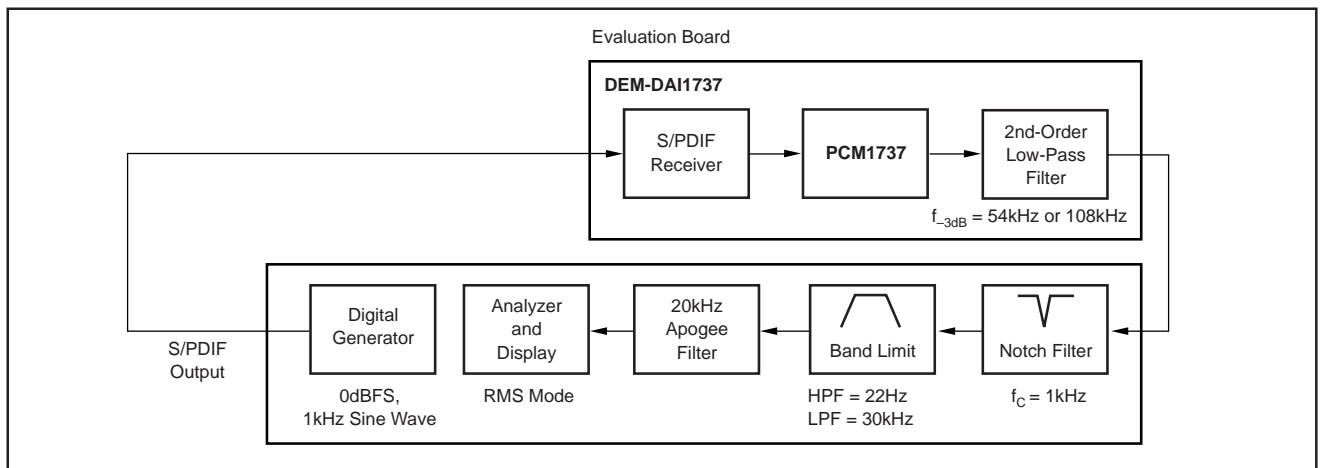 Evaluation Board
DEM-DAI1737
S/PDIF
Receiver
PCM1737
2nd-Order
Low-Pass
Filter
f–3dB = 54kHz or 108kHz
Digital
Generator
Analyzer
and
Display
20kHz
Apogee
Filter
Band Limit
Notch Filter
S/PDIF
Output
0dBFS,
1kHz Sine Wave
RMS Mode
HPF = 22Hz
LPF = 30kHz
fC = 1kHz